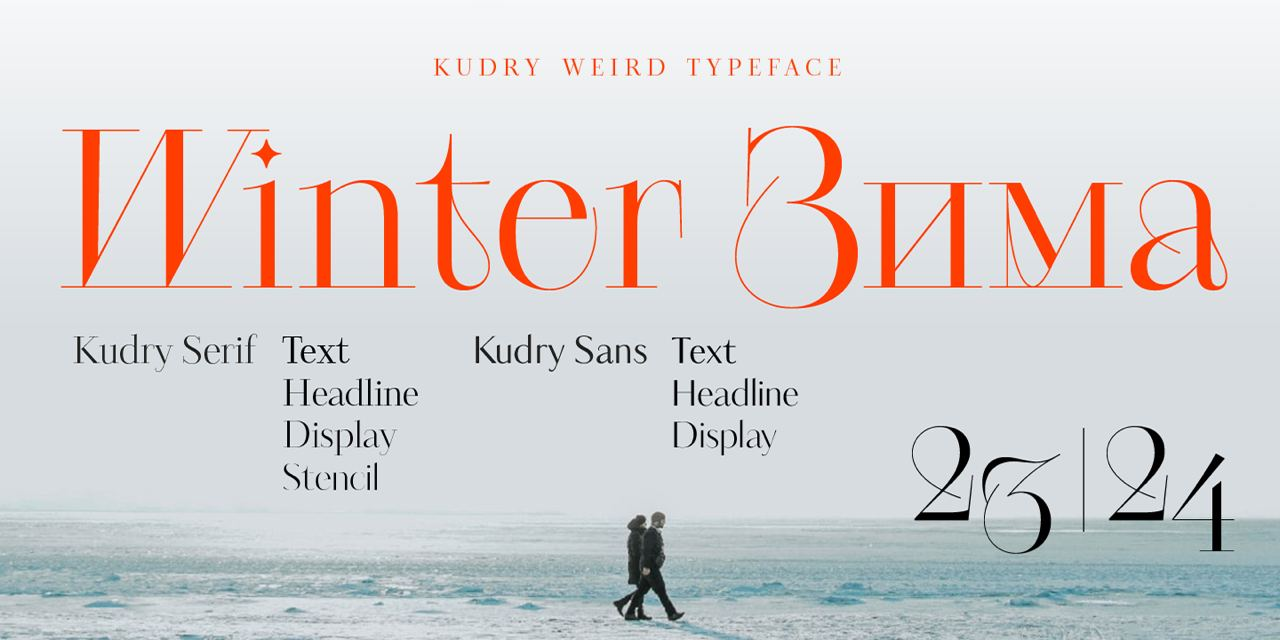 KUDRY WEIRD TYPEFACE
Winter Зима
Kudry Serif Text
Headline
Display
Stencil
Kudry Sans Text
Headline
Display
23|24